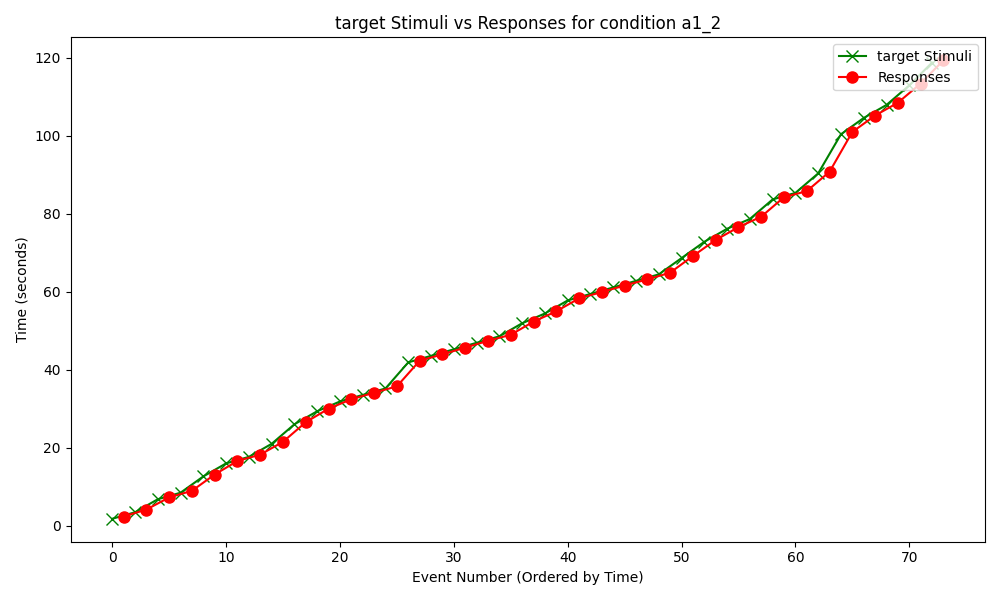 target Stimuli vs Responses for condition a1_2
target Stimuli
Responses
Time (seconds)
120
100
80
60
40
20
0
0 10 20 30 40 50 60 70
Event Number (Ordered by Time)